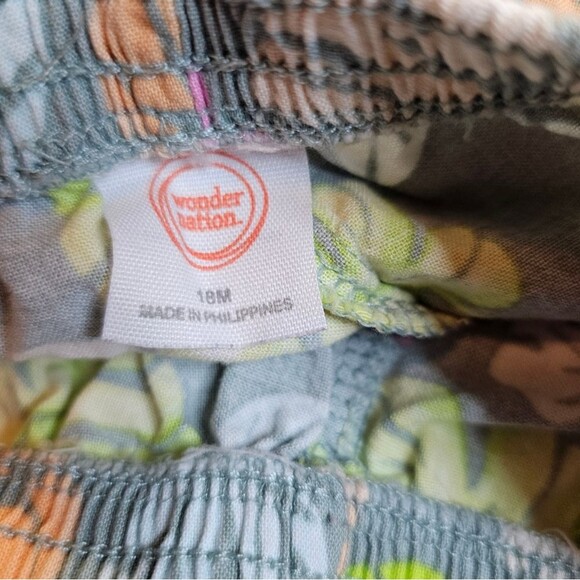 wonder
nation.
18M
MADE IN PHILIPPINES